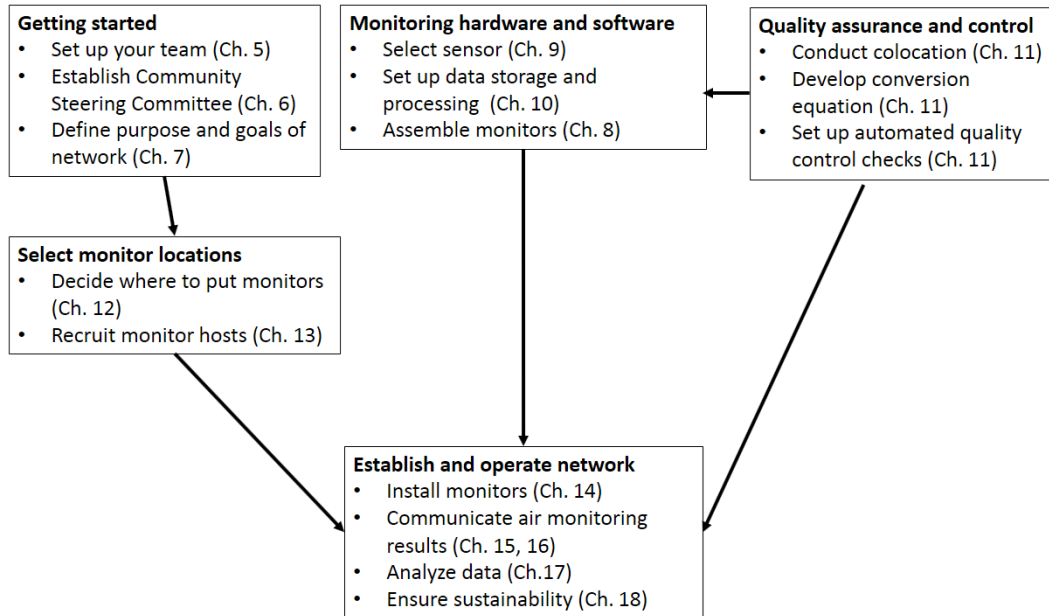 Getting started
• Set up your team (Ch. 5)
• Establish Community
Steering Committee (Ch. 6)
• Define purpose and goals of
network (Ch. 7)
Monitoring hardware and software
• Select sensor (Ch. 9)
• Set up data storage and
processing  (Ch. 10)
• Assemble monitors (Ch. 8)
Quality assurance and control
• Conduct colocation (Ch. 11)
• Develop conversion
equation (Ch. 11)
• Set up automated quality
control checks (Ch. 11)
Select monitor locations
• Decide where to put monitors
(Ch. 12)
• Recruit monitor hosts (Ch. 13)
Establish and operate network
• Install monitors (Ch. 14)
• Communicate air monitoring
results (Ch. 15, 16)
• Analyze data (Ch.17)
• Ensure sustainability (Ch. 18)